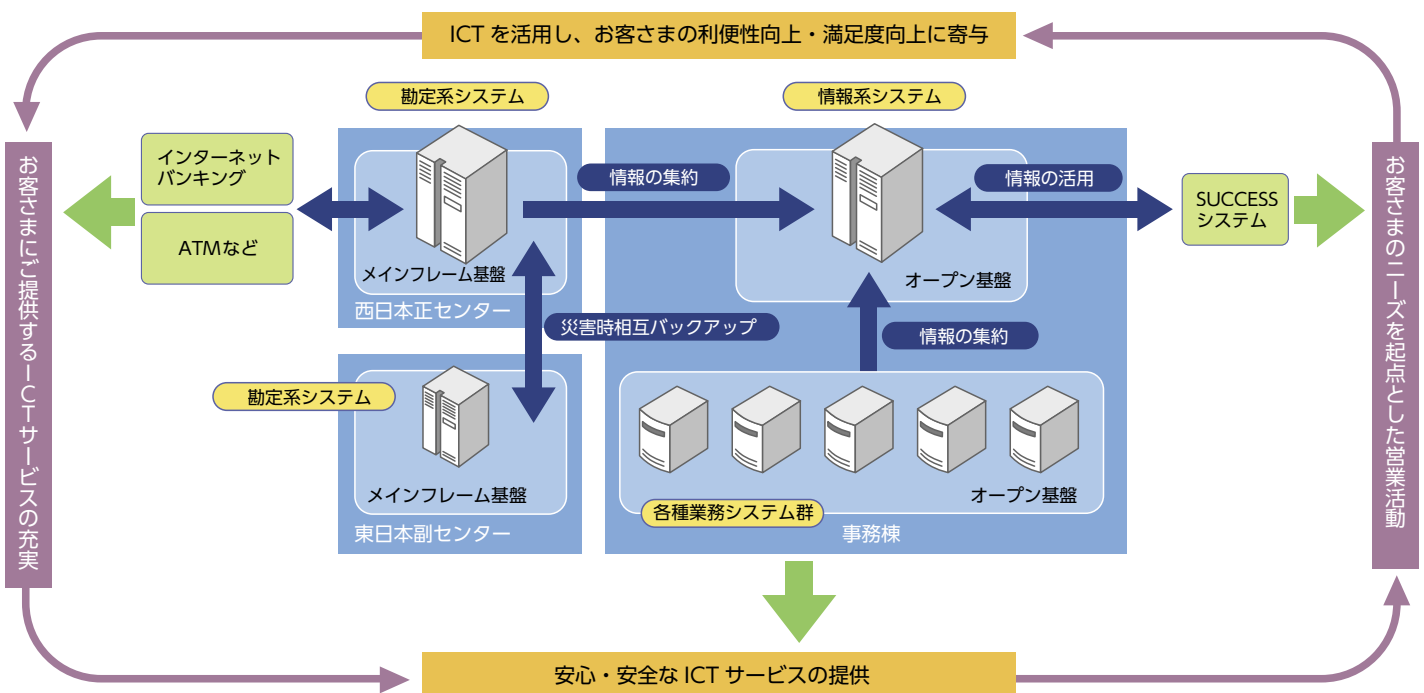 ICT を活用し、お客さまの利便性向上・満足度向上に寄与
勘定系システム
情報系システム
お客さまにご提供するICTサービスの充実
インターネット
バンキング
ATMなど
メインフレーム基盤
西日本正センター
情報の集約
オープン基盤
情報の活用
SUCCESS
システム
お客さまのニーズを起点とした営業活動
災害時相互バックアップ
情報の集約
勘定系システム
メインフレーム基盤
東日本副センター
オープン基盤
各種業務システム群
事務棟
安心・安全な ICT サービスの提供